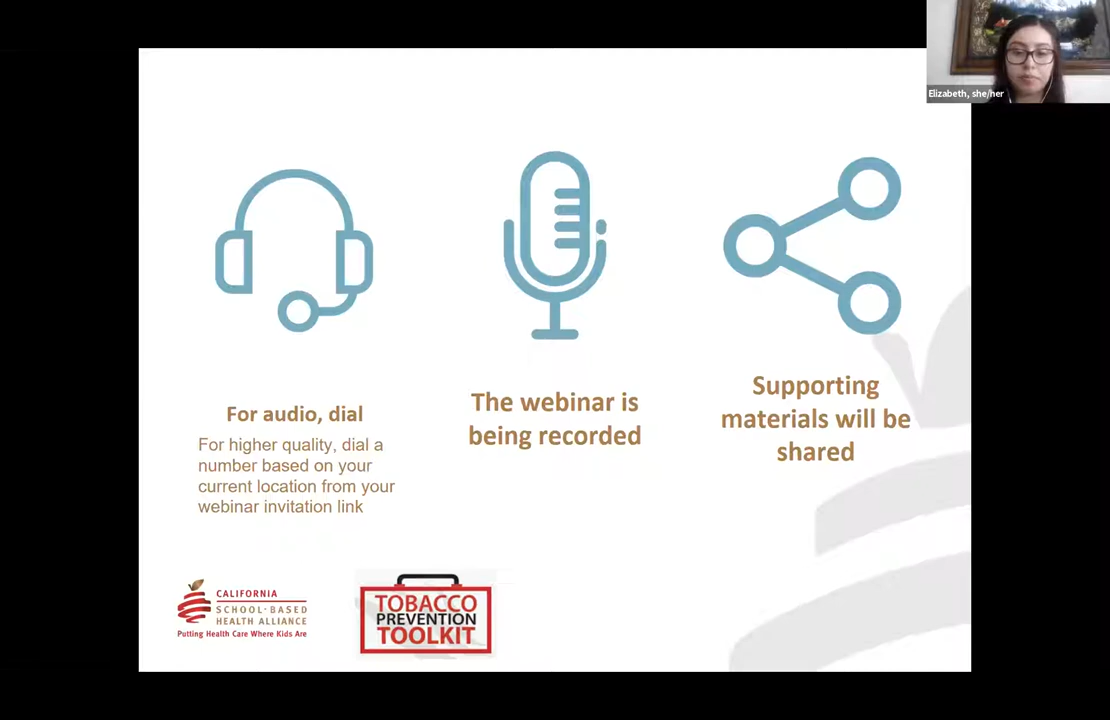 Elizabeth, she/her
For audio, dial
For higher quality, dial a
number based on your
current location from your
webinar invitation link
The webinar is
being recorded
Supporting
materials will be
shared
CALIFORNIA
SCHOOL-BASED
HEALTH ALLIANCE
Putting Health Care Where Kids Are
TOBACCO
PREVENTION
TOOLKIT